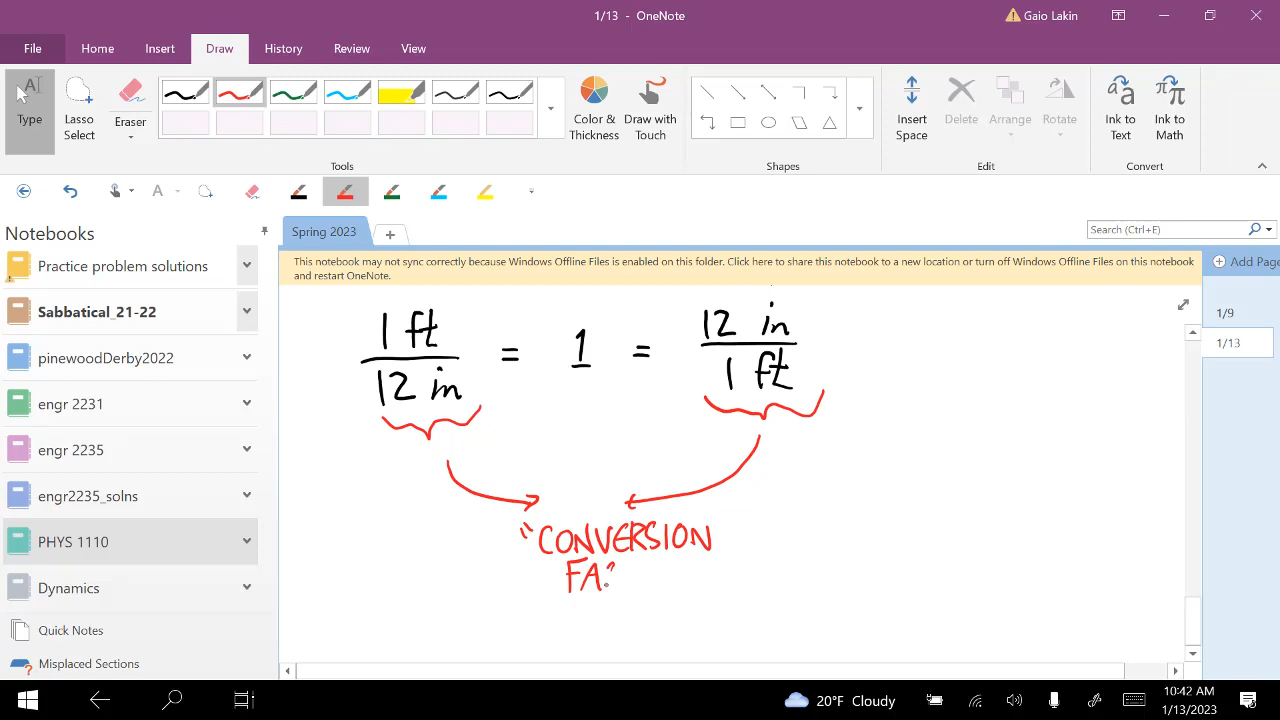 1/13 - OneNote
Gaio Lakin
File Home Insert Draw History Review View
Type
Lasso Select
Eraser
Color & Thickness
Draw with Touch
Insert Space
Delete
Arrange
Rotate
Ink to Text
Ink to Math
Tools
Shapes
Edit
Convert
Notebooks
Spring 2023
Search (Ctrl+E)
This notebook may not sync correctly because Windows Offline Files is enabled on this folder. Click here to share this notebook to a new location or turn off Windows Offline Files on this notebook
and restart OneNote.
Add Page
1/9
1/13
Practice problem solutions
Sabbatical_21-22
pinevoodDerby2022
engr 2231
engr 2235
engr2235_solns
PHYS 1110
Dynamics
Quick Notes
Misplaced Sections
1 ft / 12 in = 1 = 12 in / 1 ft
"CONVERSION
FA"
20°F Cloudy
10:42 AM
1/13/2023